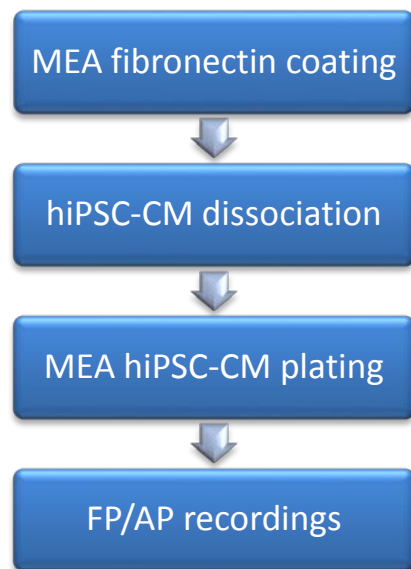 MEA fibronectin coating
hiPSC-CM dissociation
MEA hiPSC-CM plating
FP/AP recordings